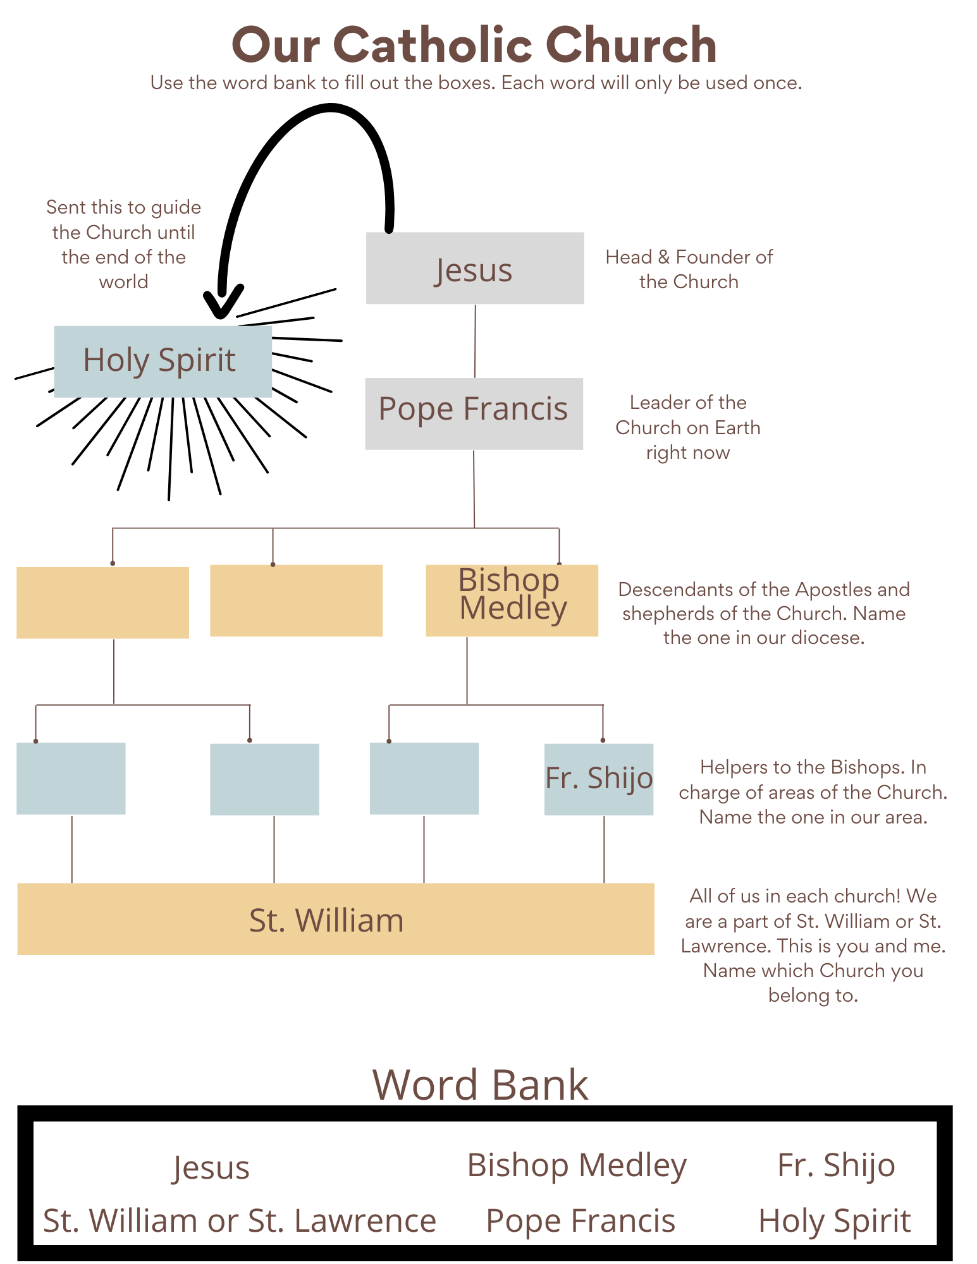 Our Catholic Church
Use the word bank to fill out the boxes. Each word will only be used once.
Sent this to guide
the Church until
the end of the
world
Jesus
Head & Founder of
the Church
Holy Spirit
Pope Francis
Leader of the
Church on Earth
right now
Bishop
Medley
Descendants of the Apostles and
shepherds of the Church. Name
the one in our diocese.
Fr. Shijo
Helpers to the Bishops. In
charge of areas of the Church.
Name the one in our area.
St. William
All of us in each church! We
are a part of St. William or St.
Lawrence. This is you and me.
Name which Church you
belong to.
Word Bank
Jesus
Bishop Medley
Fr. Shijo
St. William or St. Lawrence
Pope Francis
Holy Spirit